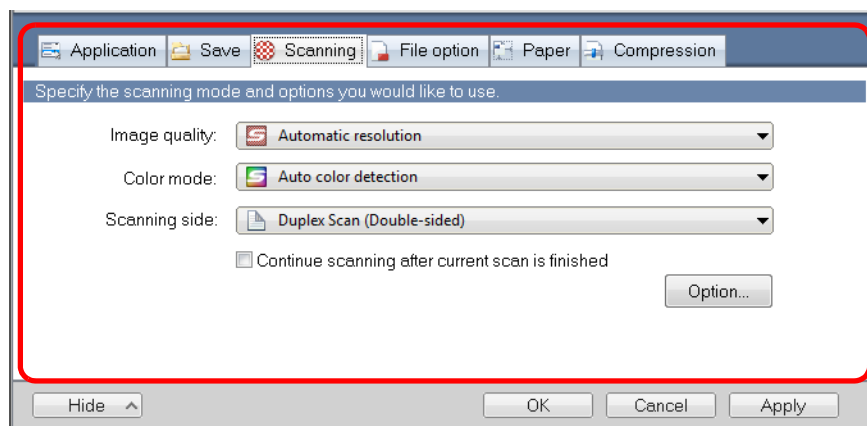 Application Save Scanning File option Paper Compression
Specify the scanning mode and options you would like to use.
Image quality: Automatic resolution
Color mode: Auto color detection
Scanning side: Duplex Scan (Double-sided)
Continue scanning after current scan is finished
Option...
Hide OK Cancel Apply